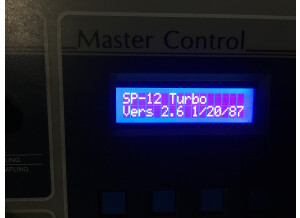 Master Control
SP-12 Turbo
Vers 2.6 1/20/87